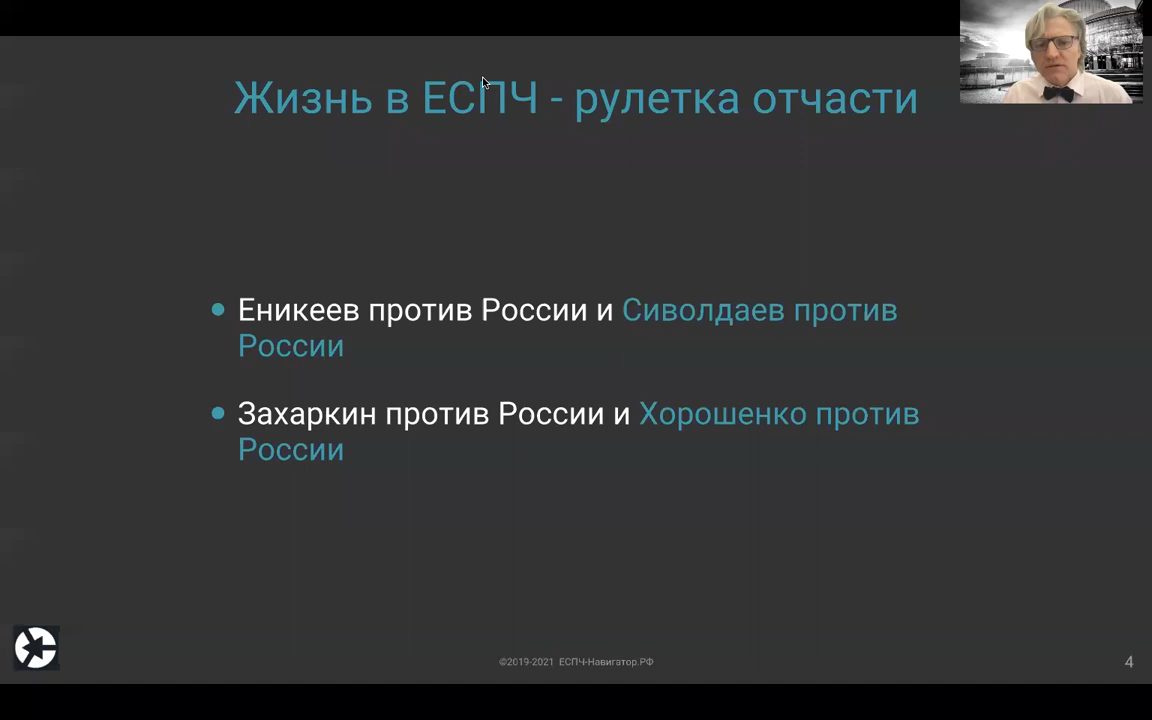 Жизнь в ЕСПЧ - рулетка отчасти
Еникеев против России и Сиволдаев против
России
Захаркин против России и Хорошенко против
России
©2019-2021 ЕСПЧ-Навигатор.РФ
4